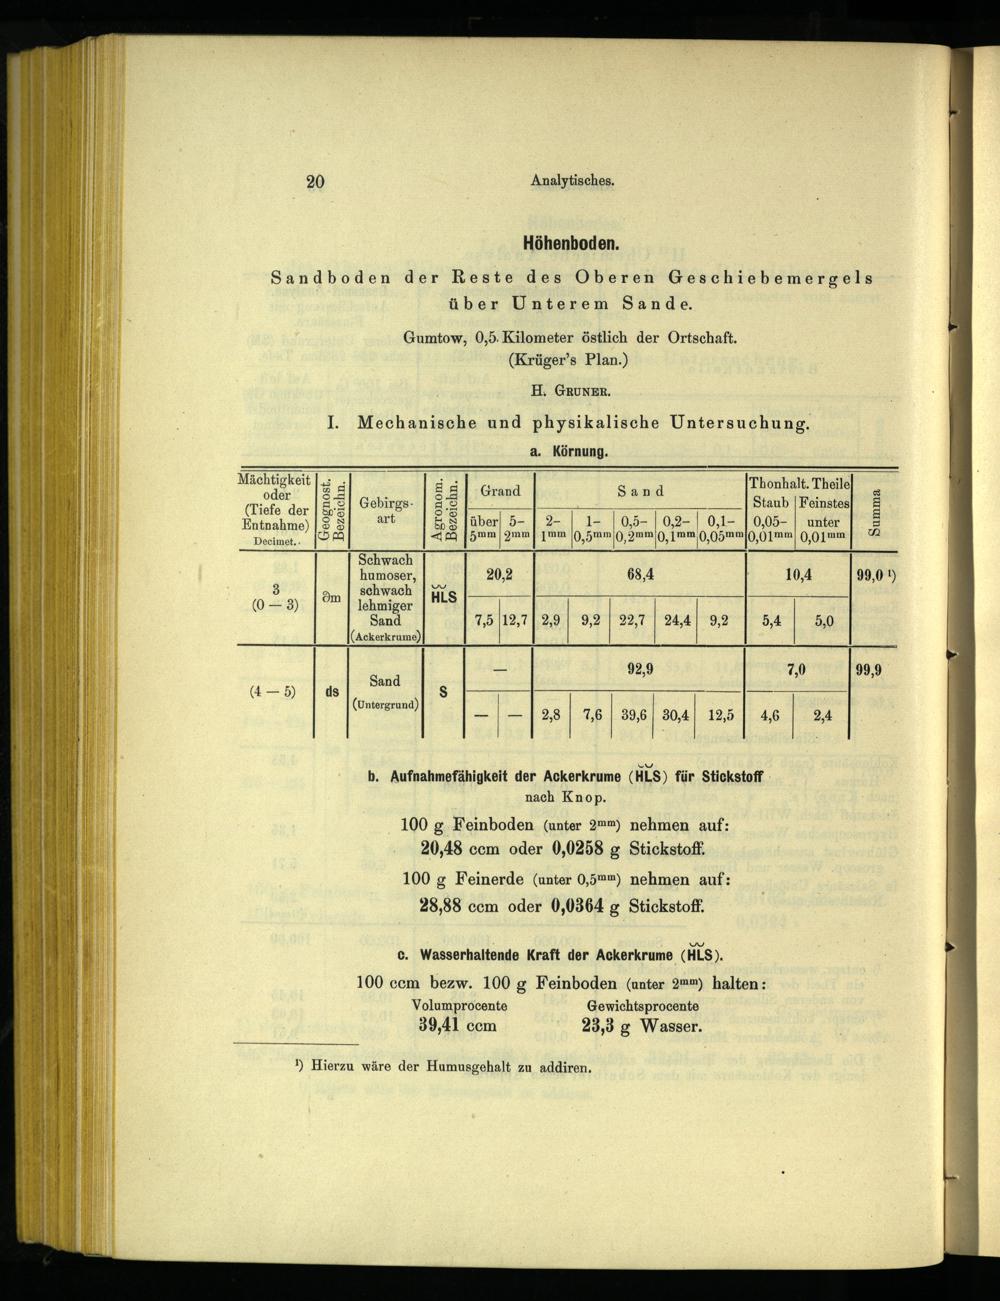 20 Analytisches.
Höhenboden.
Sandboden der Reste des Oberen Geschiebemergels
über Unterem Sande.
Gumtow, 0,5 Kilometer östlich der Ortschaft.
(Krüger's Plan.)
H. GRUNER.
I. Mechanische und physikalische Untersuchung.
a. Körnung.
Mächtigkeit oder (Tiefe der Entnahme) Decimet. | Geognost. Bezeichn. | Gebirgs-art | Agronom. Bezeichn. | Grand | Sand | Thonhalt. Theile | Summa
Staub | Feinstes
über 5mm | 5-2mm | 2-1mm | 1-0,5mm | 0,5-0,2mm | 0,2-0,1mm | 0,1-0,05mm | 0,05-0,01mm | unter 0,01mm
3 (0 — 3) | ∂m | Schwach humoser, schwach lehmiger Sand (Ackerkrume) | H̆L̆S | 20,2 | 68,4 | 10,4 | 99,0 ¹)
7,5 | 12,7 | 2,9 | 9,2 | 22,7 | 24,4 | 9,2 | 5,4 | 5,0
(4 — 5) | ds | Sand (Untergrund) | S | — | 92,9 | 7,0 | 99,9
— | — | 2,8 | 7,6 | 39,6 | 30,4 | 12,5 | 4,6 | 2,4
b. Aufnahmefähigkeit der Ackerkrume (H̆L̆S) für Stickstoff
nach Knop.
100 g Feinboden (unter 2mm) nehmen auf:
20,48 ccm oder 0,0258 g Stickstoff.
100 g Feinerde (unter 0,5mm) nehmen auf:
28,88 ccm oder 0,0364 g Stickstoff.
c. Wasserhaltende Kraft der Ackerkrume (H̆L̆S).
100 ccm bezw. 100 g Feinboden (unter 2mm) halten:
Volumprocente Gewichtsprocente
39,41 ccm 23,3 g Wasser.
¹) Hierzu wäre der Humusgehalt zu addiren.